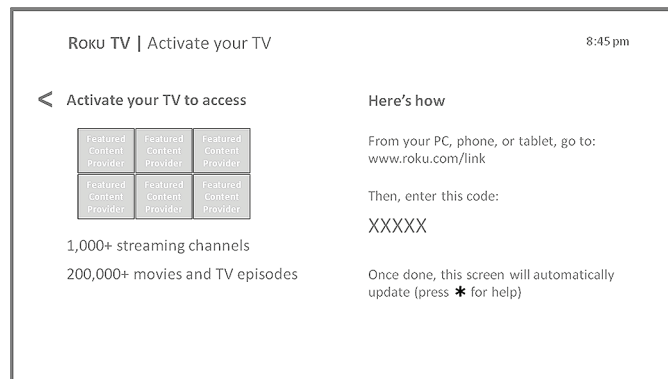 ROKU TV | Activate your TV
8:45 pm
< Activate your TV to access
Featured Content Provider
Featured Content Provider
Featured Content Provider
Featured Content Provider
Featured Content Provider
Featured Content Provider
1,000+ streaming channels
200,000+ movies and TV episodes
Here's how
From your PC, phone, or tablet, go to:
www.roku.com/link
Then, enter this code:
XXXXX
Once done, this screen will automatically
update (press * for help)